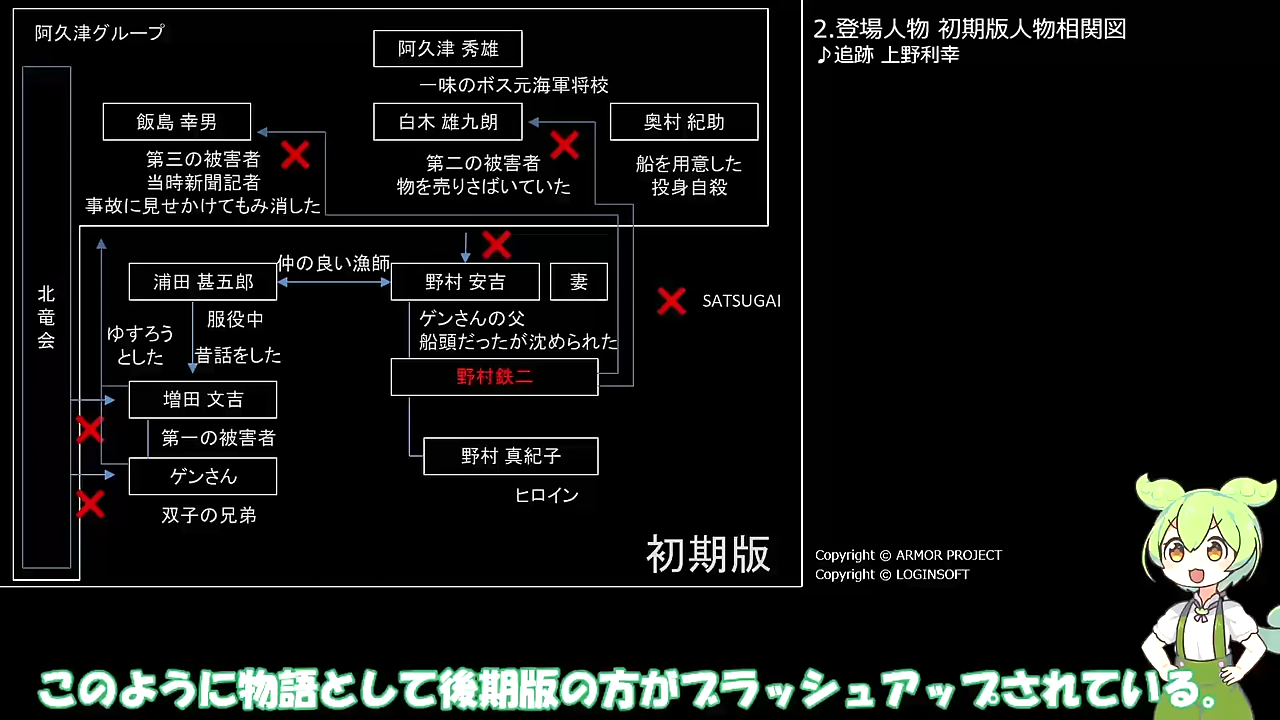 阿久津グループ
阿久津 秀雄
一味のボス元海軍将校
飯島 幸男
白木 雄九朗
奥村 紀助
第三の被害者
当時新聞記者
事故に見せかけてもみ消した
第二の被害者
物を売りさばいていた
船を用意した
投身自殺
北竜会
浦田 甚五郎
仲の良い漁師
野村 安吉
妻
服役中
ゆすろう
とした
昔話をした
ゲンさんの父
船頭だったが沈められた
野村鉄二
増田 文吉
第一の被害者
野村 真紀子
ゲンさん
ヒロイン
双子の兄弟
SATSUGAI
初期版
2.登場人物 初期版人物相関図
♪追跡 上野利幸
Copyright © ARMOR PROJECT
Copyright © LOGINSOFT
このように物語として後期版の方がブラッシュアップされている。